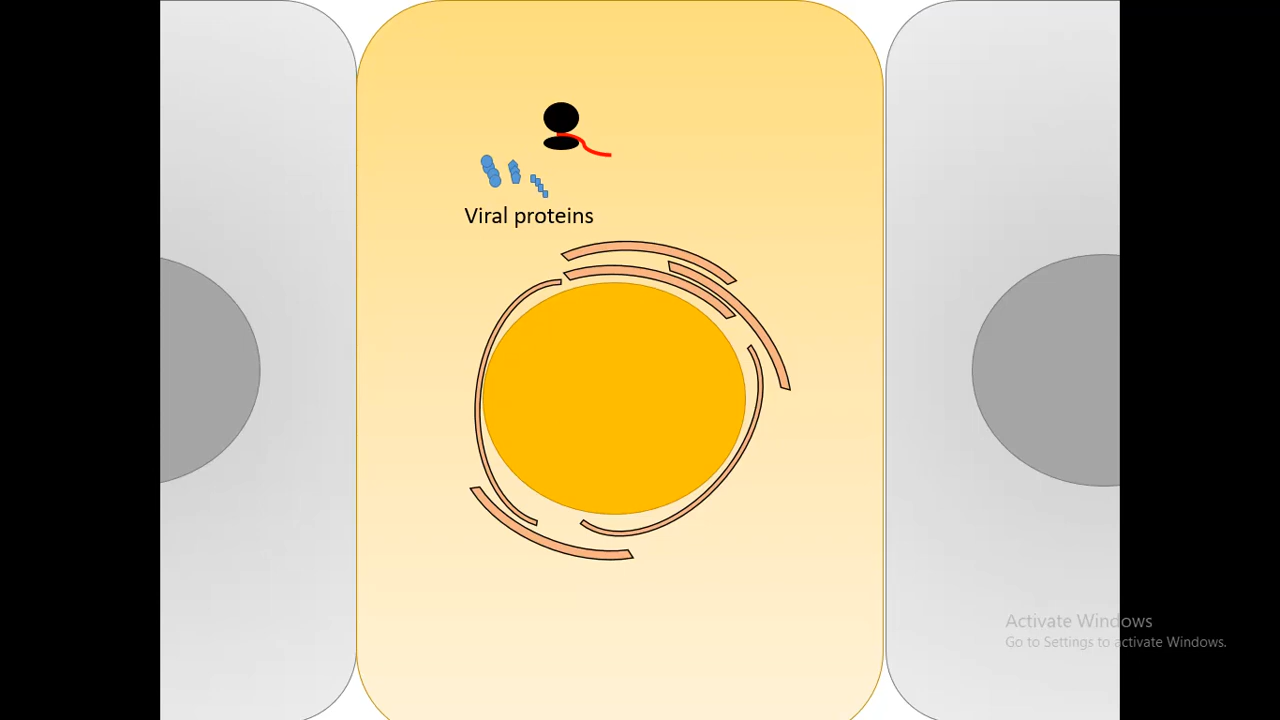 Viral proteins
Activate Windows
Go to Settings to activate Windows.